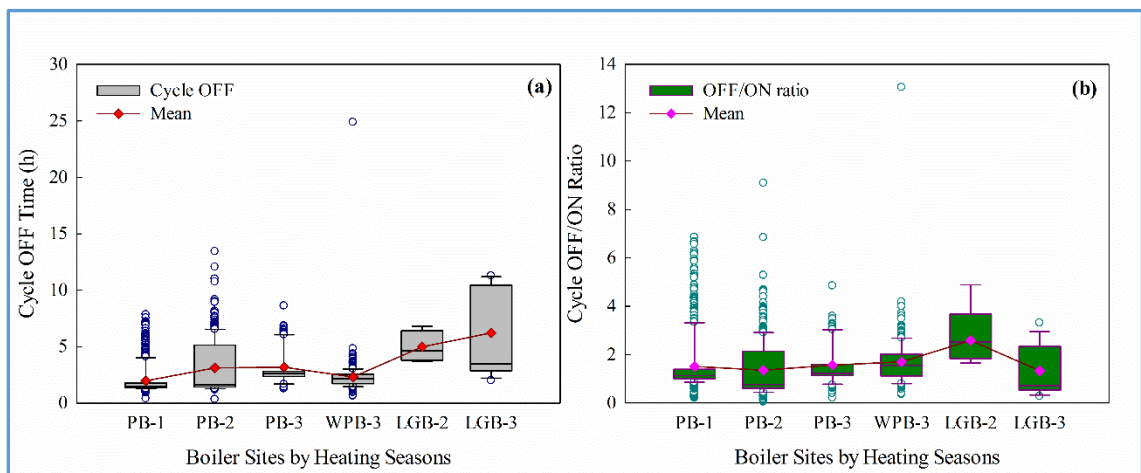 30
25
20
15
10
5
0
Cycle OFF Time (h)
Cycle OFF
Mean
(a)
PB-1 PB-2 PB-3 WPB-3 LGB-2 LGB-3
Boiler Sites by Heating Seasons
14
12
10
8
6
4
2
0
Cycle OFF/ON Ratio
OFF/ON ratio
Mean
(b)
PB-1 PB-2 PB-3 WPB-3 LGB-2 LGB-3
Boiler Sites by Heating Seasons